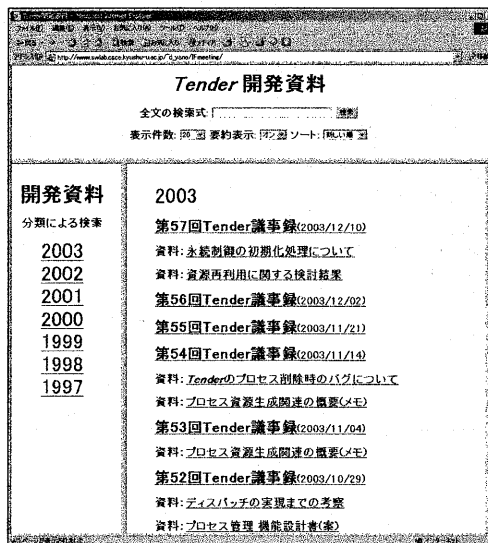 Tender 開発資料
全文の検索式: 検索
表示件数: 20 要約表示: オン ソート: 新しい順
開発資料
分類による検索
2003
2002
2001
2000
1999
1998
1997
2003
第57回Tender議事録(2003/12/10)
資料: 永続制御の初期化処理について
資料: 資源再利用に関する検討結果
第56回Tender議事録(2003/12/02)
第55回Tender議事録(2003/11/21)
第54回Tender議事録(2003/11/14)
資料: Tenderのプロセス削除時のバグについて
資料: プロセス資源生成関連の概要(メモ)
第53回Tender議事録(2003/11/04)
資料: プロセス資源生成関連の概要(メモ)
第52回Tender議事録(2003/10/29)
資料: ディスパッチの実現までの考察
資料: プロセス管理 機能設計書(案)